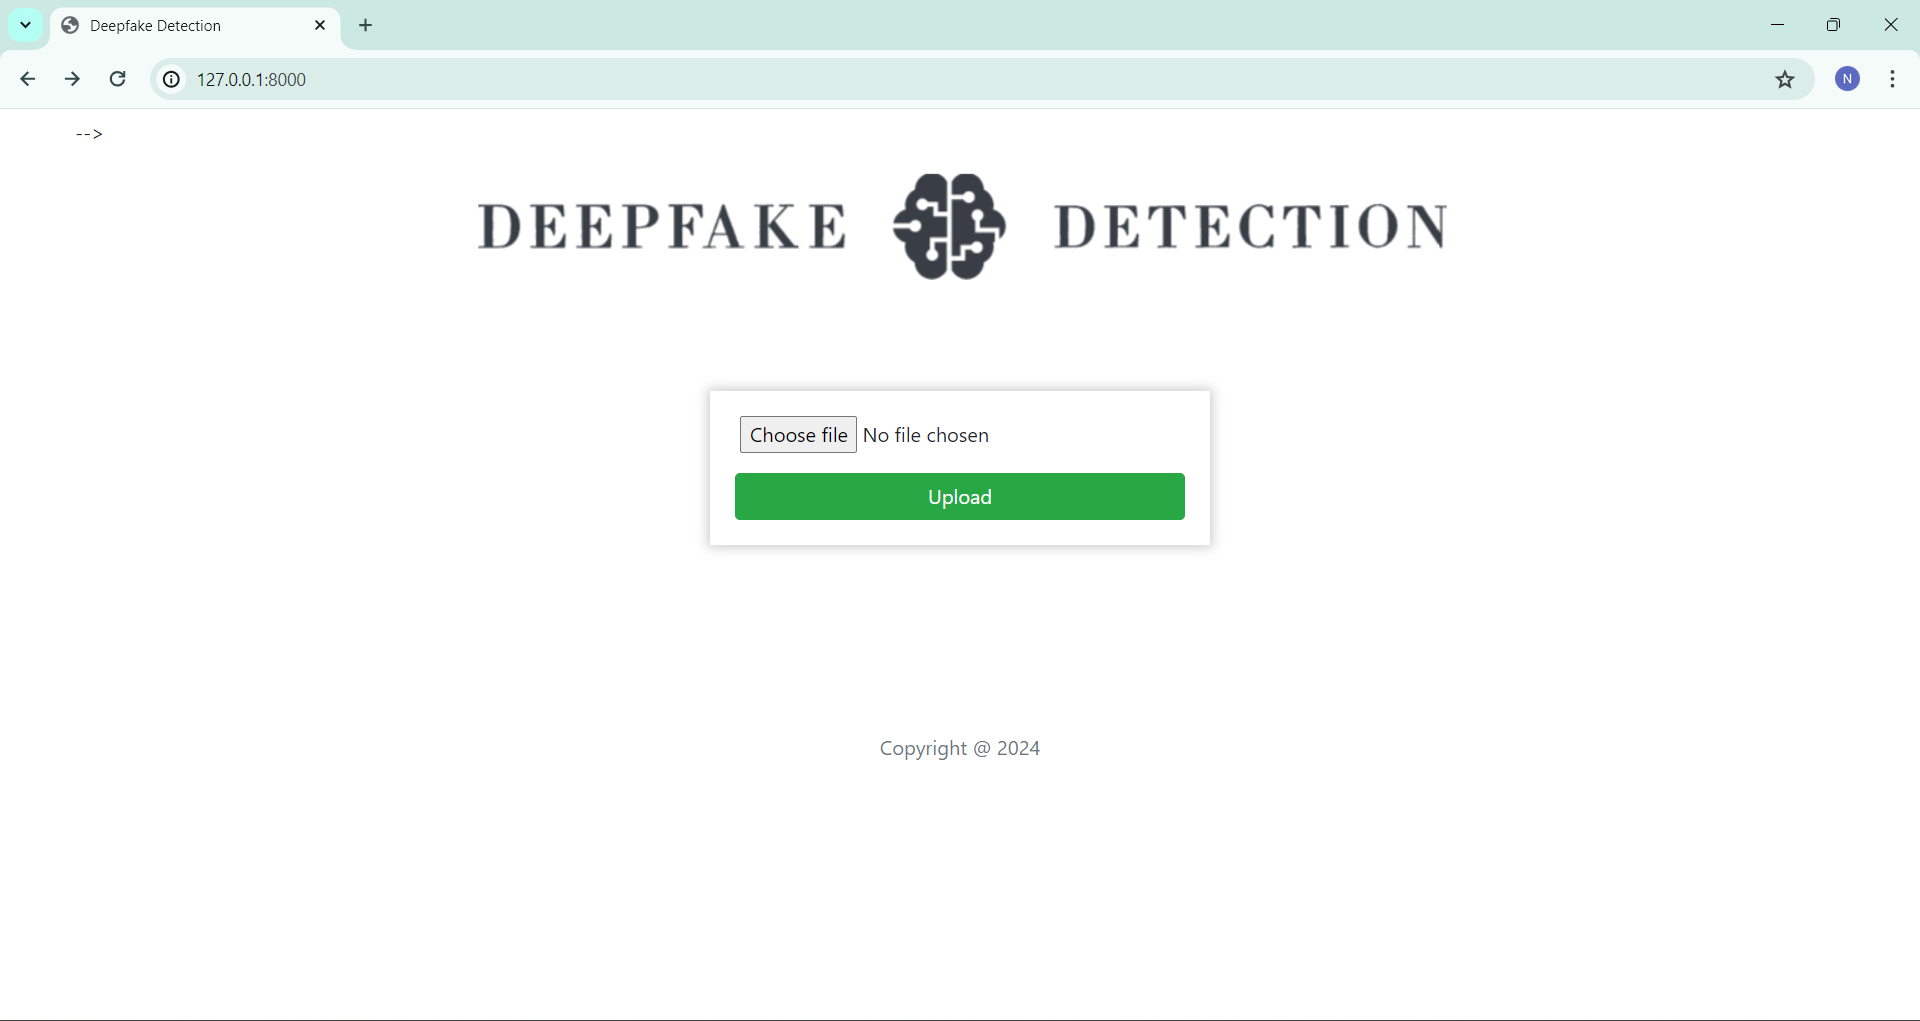 Deepfake Detection
127.0.0.1:8000
N
-->
DEEPFAKE DETECTION
Choose file No file chosen
Upload
Copyright @ 2024